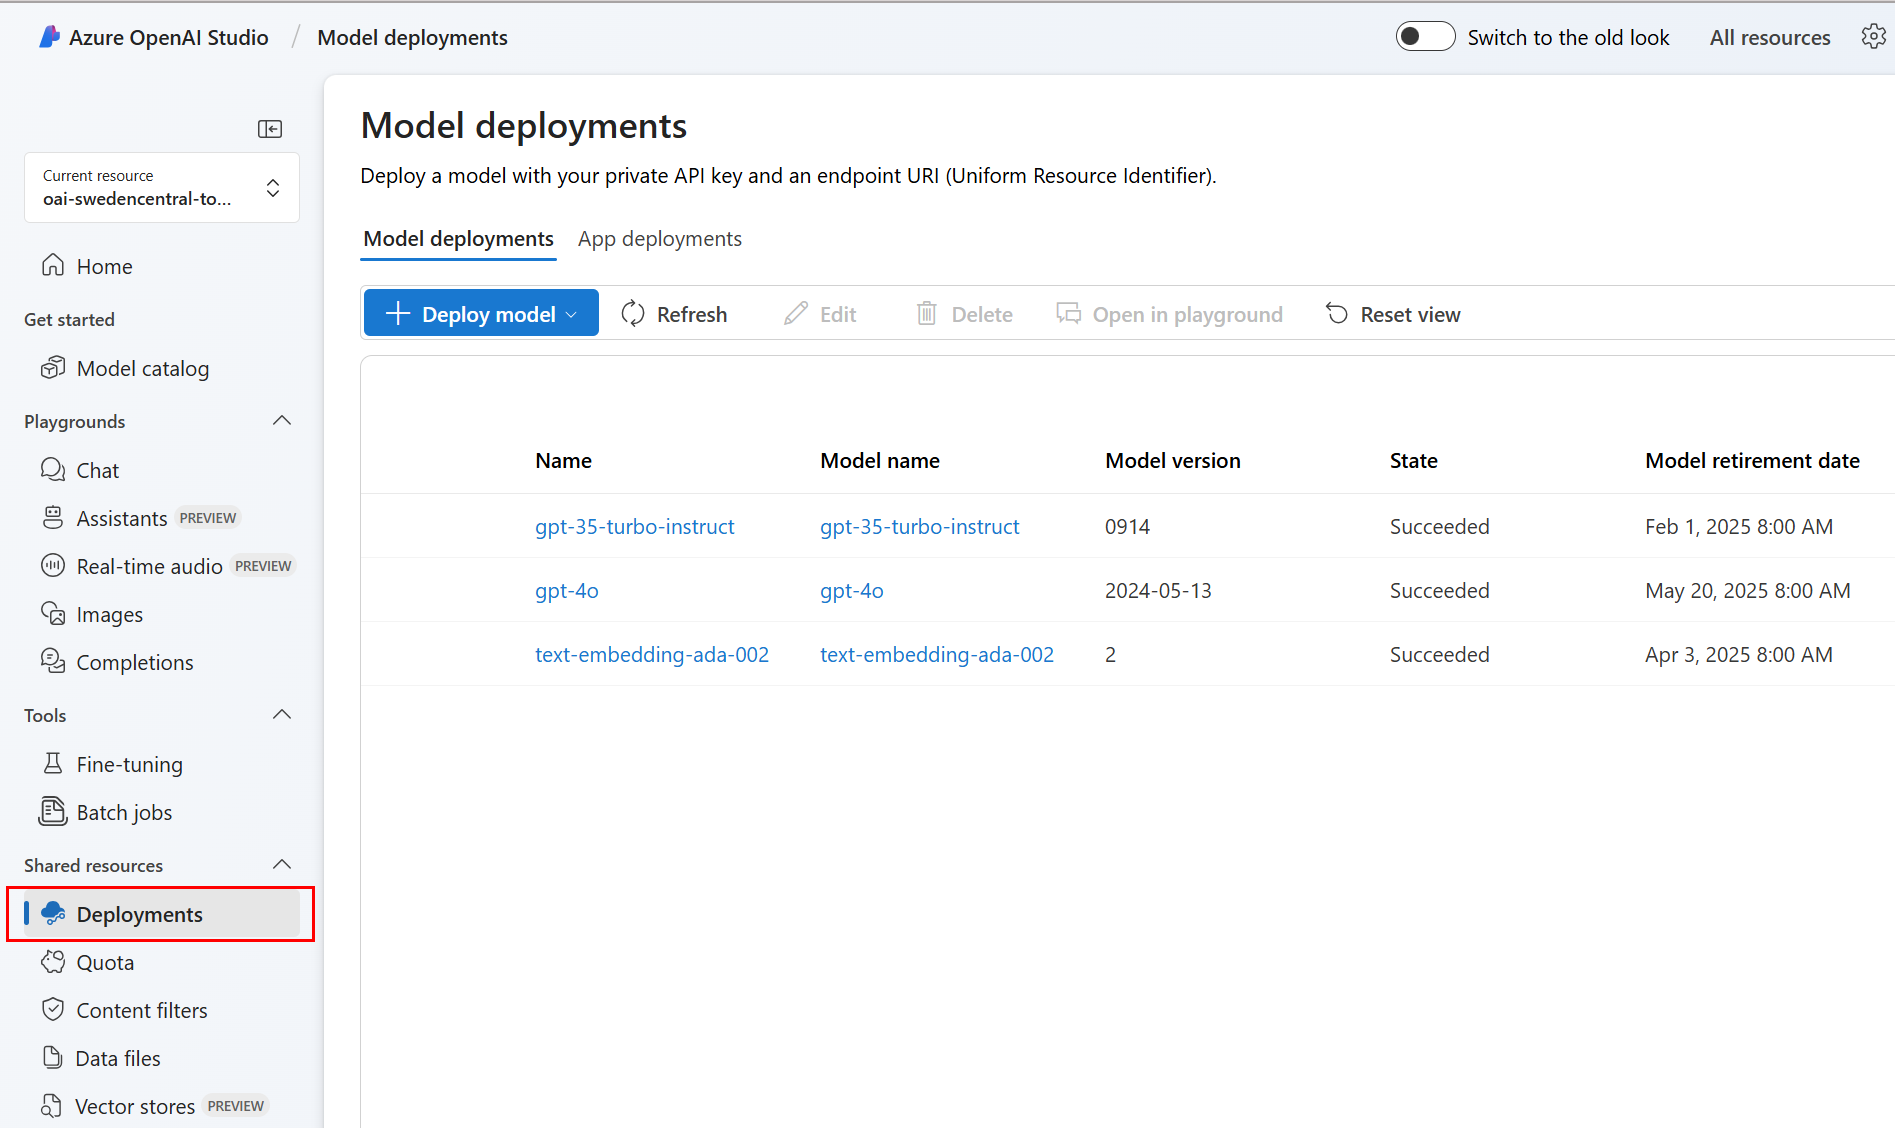 Azure OpenAI Studio / Model deployments
Switch to the old look
All resources
Current resource
oai-swedencentral-to...
Home
Get started
Model catalog
Playgrounds
Chat
Assistants PREVIEW
Real-time audio PREVIEW
Images
Completions
Tools
Fine-tuning
Batch jobs
Shared resources
Deployments
Quota
Content filters
Data files
Vector stores PREVIEW
Model deployments
Deploy a model with your private API key and an endpoint URI (Uniform Resource Identifier).
Model deployments App deployments
Deploy model Refresh Edit Delete Open in playground Reset view
Name Model name Model version State Model retirement date
gpt-35-turbo-instruct gpt-35-turbo-instruct 0914 Succeeded Feb 1, 2025 8:00 AM
gpt-4o gpt-4o 2024-05-13 Succeeded May 20, 2025 8:00 AM
text-embedding-ada-002 text-embedding-ada-002 2 Succeeded Apr 3, 2025 8:00 AM